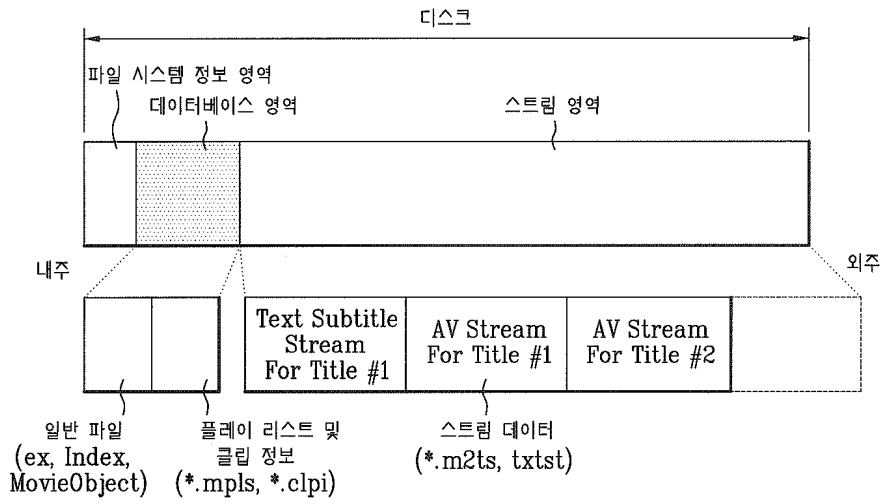 디스크
파일 시스템 정보 영역
데이터베이스 영역
스트림 영역
내주
외주
Text Subtitle
Stream
For Title #1
AV Stream
For Title #1
AV Stream
For Title #2
일반 파일
(ex, Index,
MovieObject)
플레이 리스트 및
클립 정보
(*.mpls, *.clpi)
스트림 데이터
(*.m2ts, txtst)